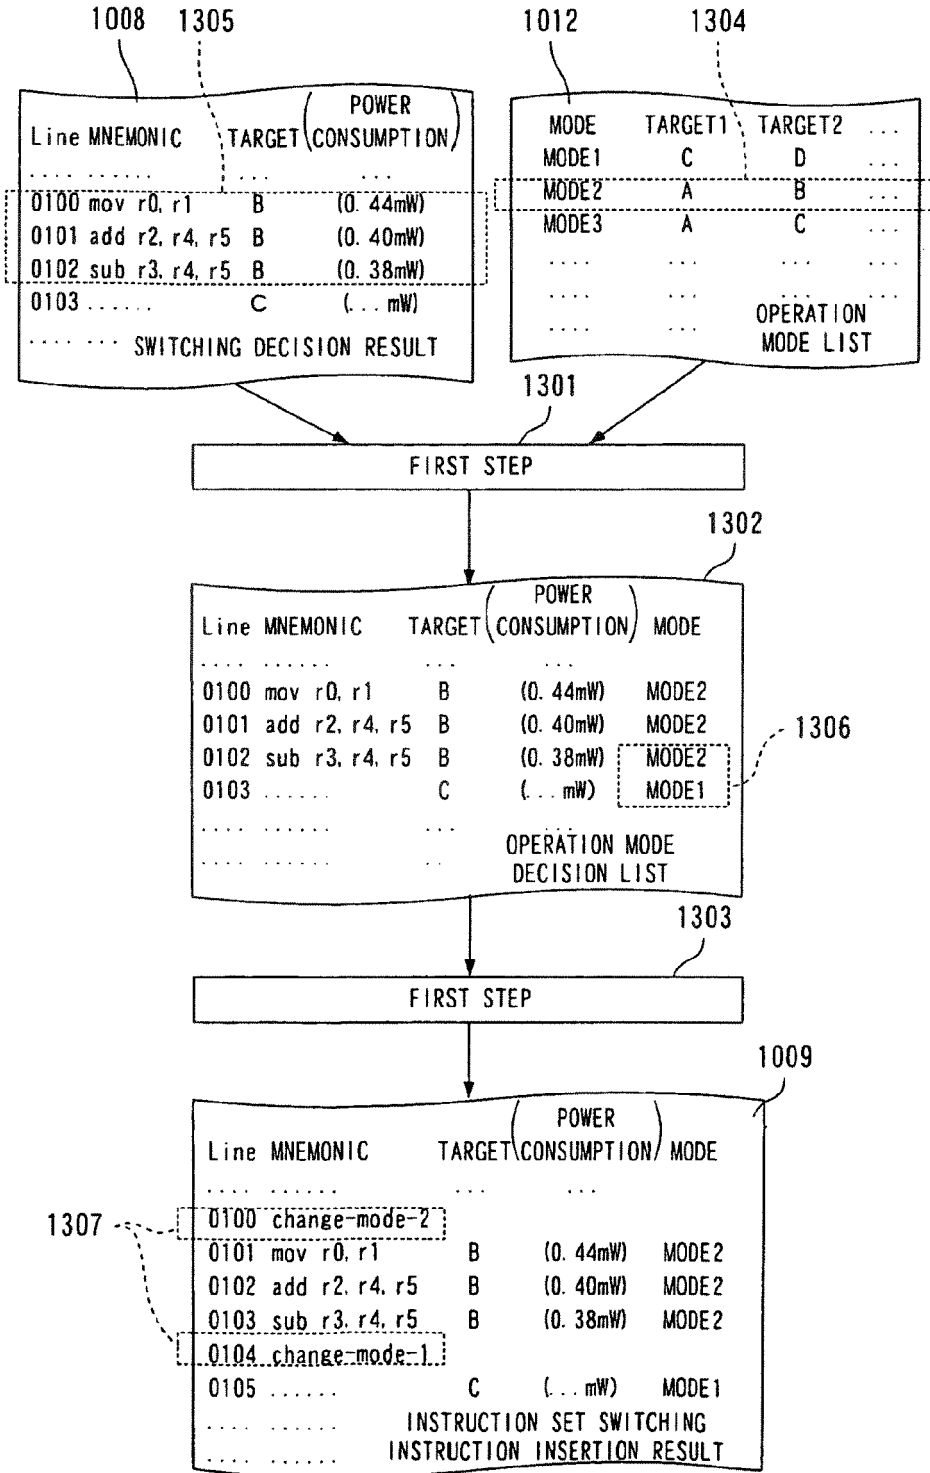 1008 1305 1012 1304
POWER
Line MNEMONIC TARGET (CONSUMPTION)
.... ...... ... ...
0100 mov r0, r1 B (0. 44mW)
0101 add r2, r4, r5 B (0. 40mW)
0102 sub r3, r4, r5 B (0. 38mW)
0103 ...... C (... mW)
.... ... SWITCHING DECISION RESULT
MODE TARGET1 TARGET2 ...
MODE1 C D ...
MODE2 A B ...
MODE3 A C ...
.... ... ... ...
.... ... ... ...
.... ... OPERATION
MODE LIST
1301
FIRST STEP
1302
POWER
Line MNEMONIC TARGET (CONSUMPTION) MODE
.... ...... ... ...
0100 mov r0, r1 B (0. 44mW) MODE2
0101 add r2, r4, r5 B (0. 40mW) MODE2
0102 sub r3, r4, r5 B (0. 38mW) MODE2
0103 ...... C (... mW) MODE1
1306
.... ...... ... ...
OPERATION MODE
.... ...... ..
DECISION LIST
1303
FIRST STEP
1009
POWER
Line MNEMONIC TARGET (CONSUMPTION) MODE
.... ...... ... ...
1307
0100 change-mode-2
0101 mov r0, r1 B (0. 44mW) MODE2
0102 add r2, r4, r5 B (0. 40mW) MODE2
0103 sub r3, r4, r5 B (0. 38mW) MODE2
0104 change-mode-1
0105 ...... C (... mW) MODE1
.... ...... INSTRUCTION SET SWITCHING
.... ...... INSTRUCTION INSERTION RESULT